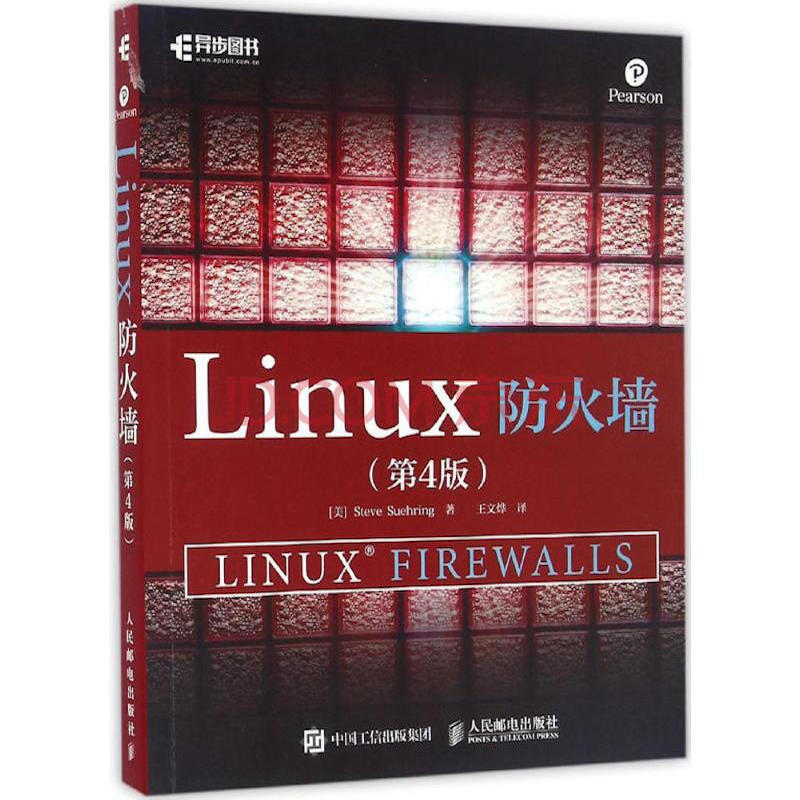 异步图书
www.epubit.com.cn
Pearson
Linux 防火墙
(第4版)
[美] Steve Suehring 著 王文烨 译
LINUX® FIREWALLS
中国工信出版集团
人民邮电出版社
POSTS & TELECOM PRESS
Pearson
Linux 防火墙 (第4版)
人民邮电出版社
JD.COM